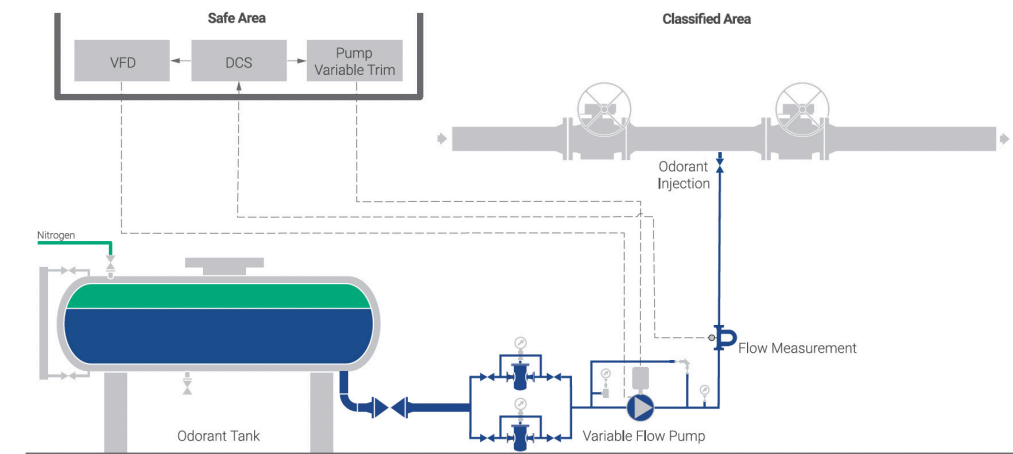 Safe Area
Classified Area
VFD
DCS
Pump
Variable Trim
Odorant
Injection
Nitrogen
Flow Measurement
Odorant Tank
Variable Flow Pump